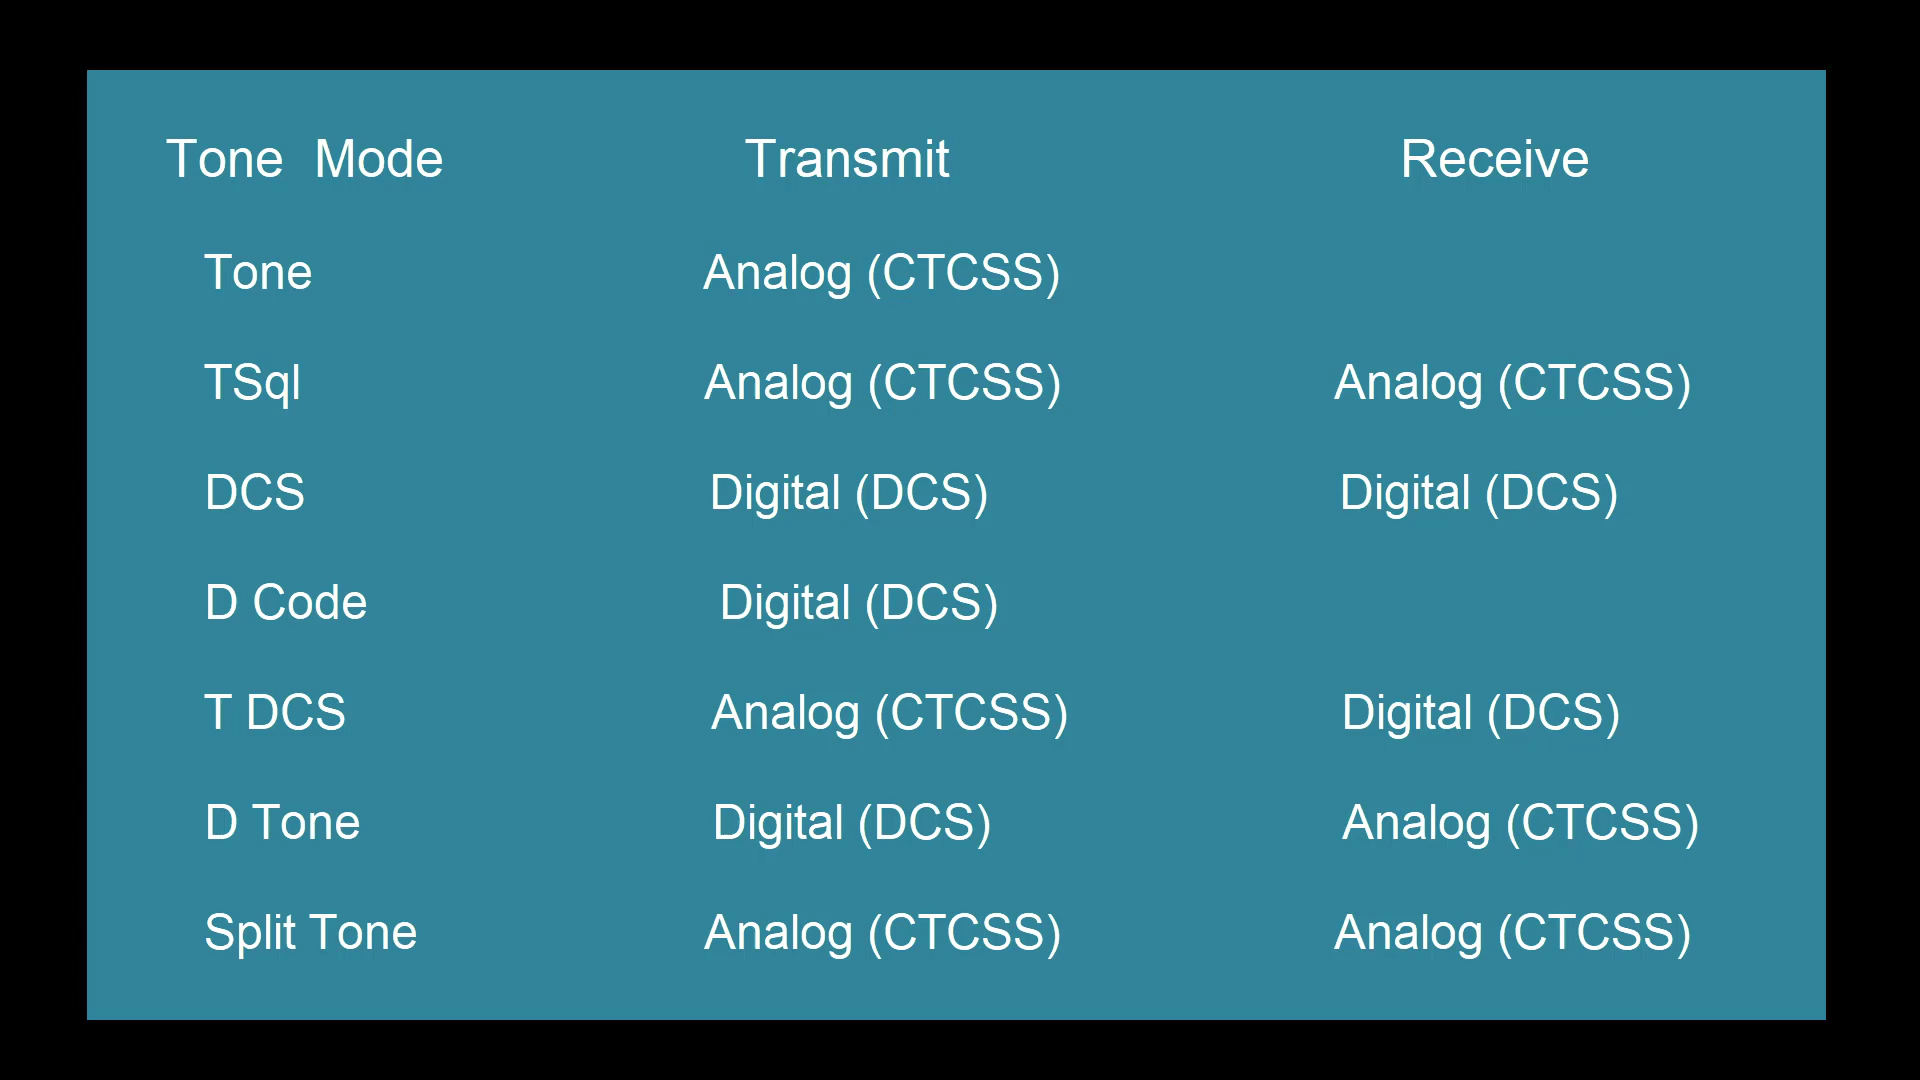 Tone Mode Transmit Receive
Tone Analog (CTCSS)
TSql Analog (CTCSS) Analog (CTCSS)
DCS Digital (DCS) Digital (DCS)
D Code Digital (DCS)
T DCS Analog (CTCSS) Digital (DCS)
D Tone Digital (DCS) Analog (CTCSS)
Split Tone Analog (CTCSS) Analog (CTCSS)